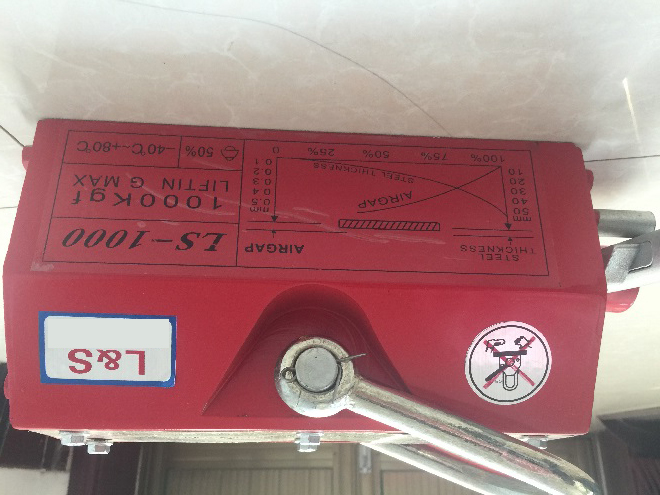 L&S
STEEL
THICKNESS
AIRGAP
mm
50
40
30
20
10
AIRGAP
STEEL THICKNESS
mm
0.5
0.4
0.3
0.2
0.1
100%
75%
50%
25%
0
LS-1000
1000Kgf
LIFTIN G MAX
50%
-40℃~+80℃